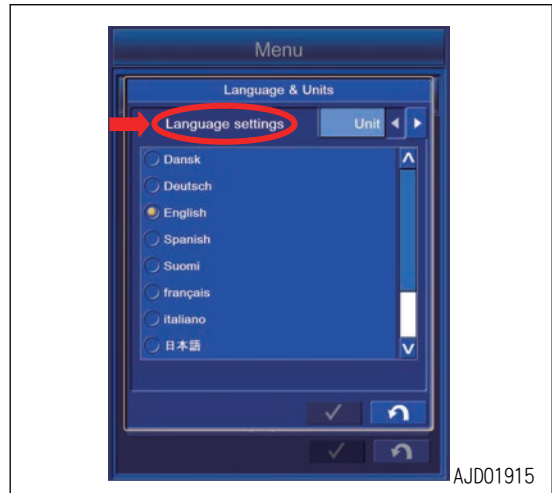 Menu
Language & Units
Language settings Unit
Dansk
Deutsch
English
Spanish
Suomi
français
italiano
日本語
AJD01915